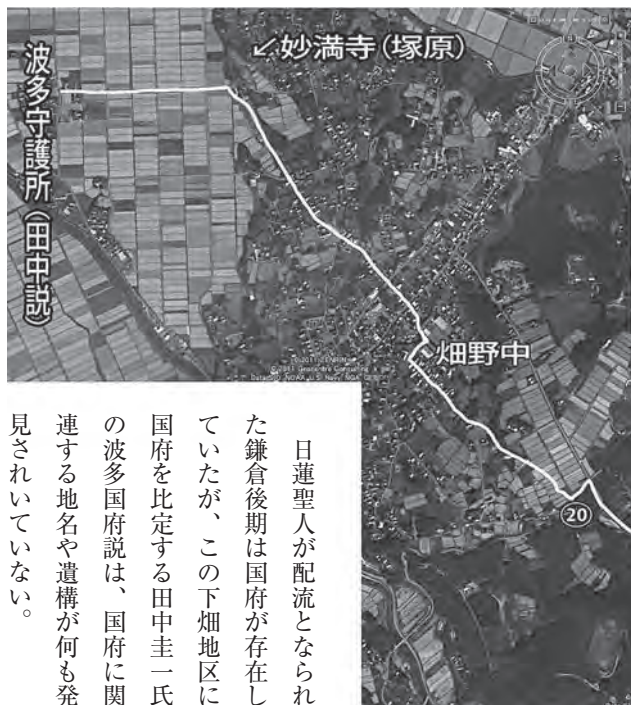 ←妙満寺（塚原）
波多守護所（田中説）
畑野中
⑳
日蓮聖人が配流となられ
た鎌倉後期は国府が存在し
ていたが、この下畑地区に
国府を比定する田中圭一氏
の波多国府説は、国府に関
連する地名や遺構が何も発
見されいていない。